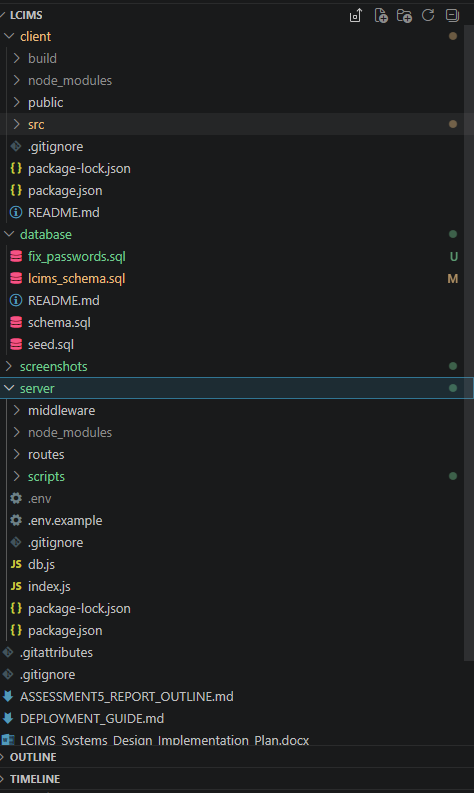 LCIMS
client
build
node_modules
public
src
.gitignore
{} package-lock.json
{} package.json
README.md
database
fix_passwords.sql U
lcims_schema.sql M
README.md
schema.sql
seed.sql
screenshots
server
middleware
node_modules
routes
scripts
.env
.env.example
.gitignore
JS db.js
JS index.js
{} package-lock.json
{} package.json
.gitattributes
.gitignore
ASSESSMENT5_REPORT_OUTLINE.md
DEPLOYMENT_GUIDE.md
LCIMS_Systems_Design_Implementation_Plan.docx
OUTLINE
TIMELINE